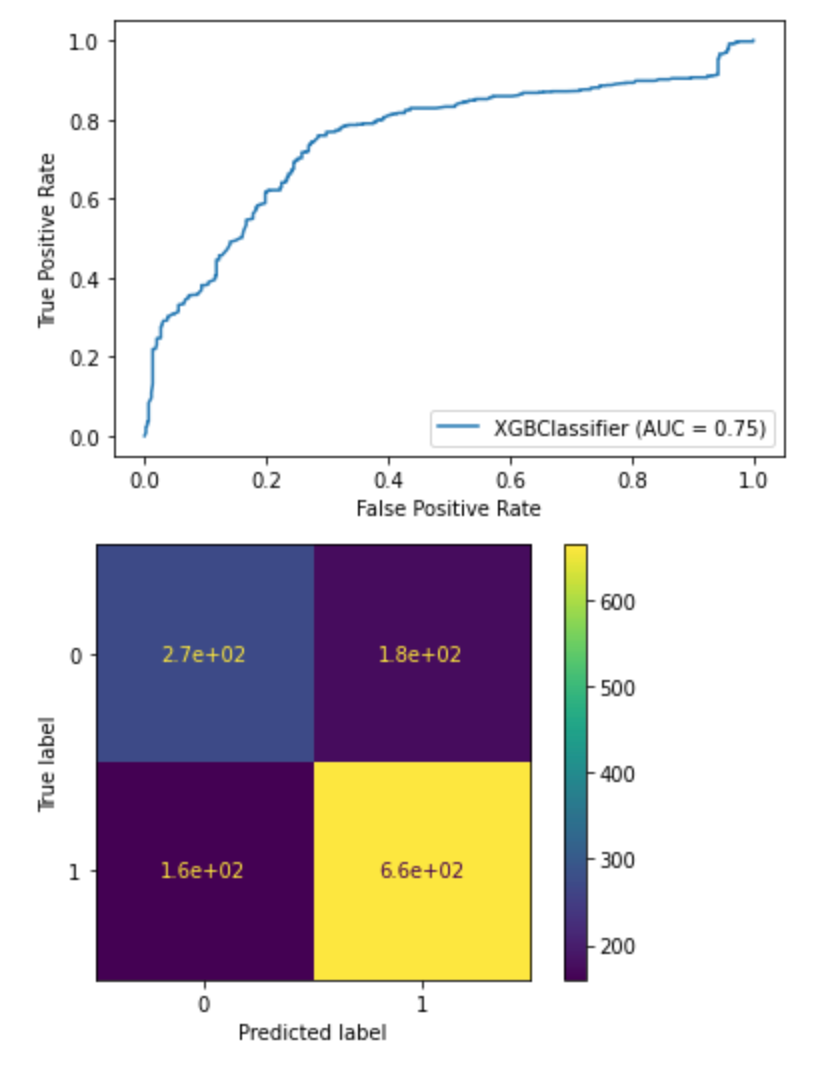 1.0
0.8
0.6
0.4
0.2
0.0
True Positive Rate
XGBClassifier (AUC = 0.75)
0.0 0.2 0.4 0.6 0.8 1.0
False Positive Rate
600
500
400
300
200
True label
0
1
2.7e+02 1.8e+02
1.6e+02 6.6e+02
0 1
Predicted label